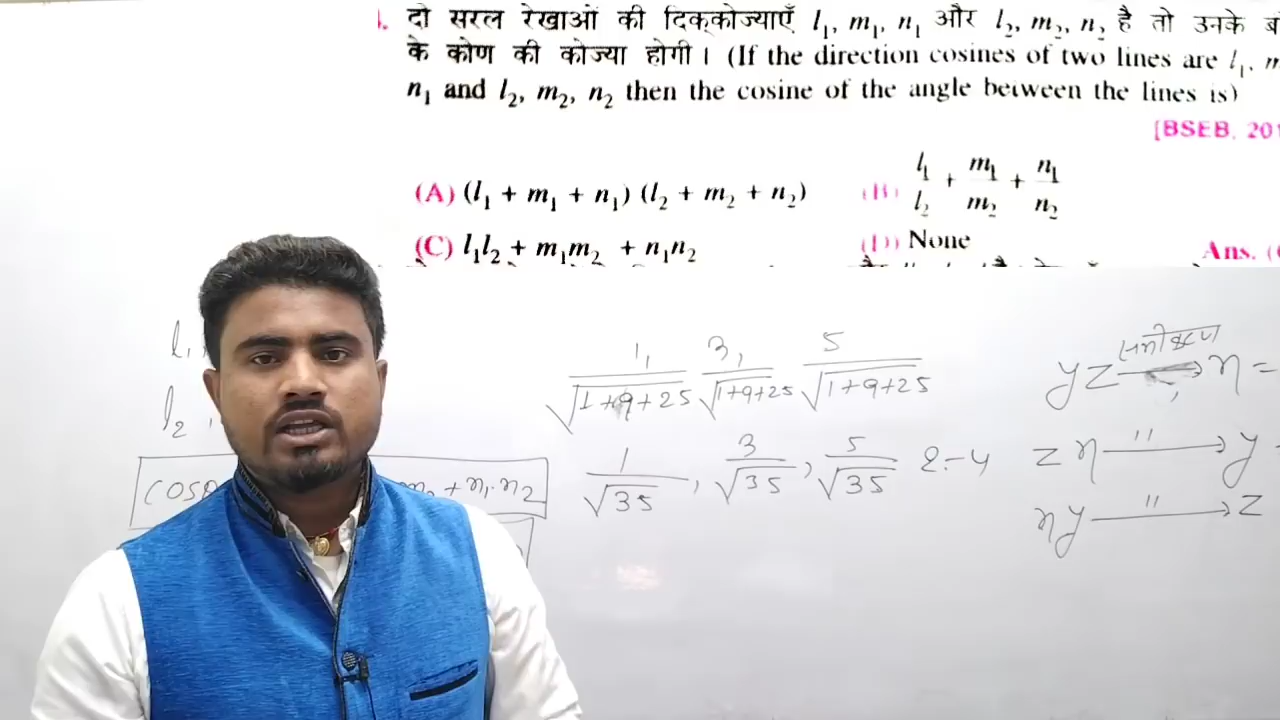 दो सरल रेखाओं की दिक्कोज्याएँ l₁, m₁, n₁ और l₂, m₂, n₂ है तो उनके
के कोण की कोज्या होगी। (If the direction cosines of two lines are l₁,
n₁ and l₂, m₂, n₂ then the cosine of the angle between the lines is)
[BSEB, 201
(A) (l₁ + m₁ + n₁) (l₂ + m₂ + n₂) (B) l₁/l₂ + m₁/m₂ + n₁/n₂
(C) l₁l₂ + m₁m₂ + n₁n₂ (D) None
Ans. (
l₁,
l₂,
cosθ + n₁·n₂
1/√1+9+25, 3/√1+9+25, 5/√1+9+25
1/√35, 3/√35, 5/√35
yz समीकरण → x =
zx '' → y
xy '' → z